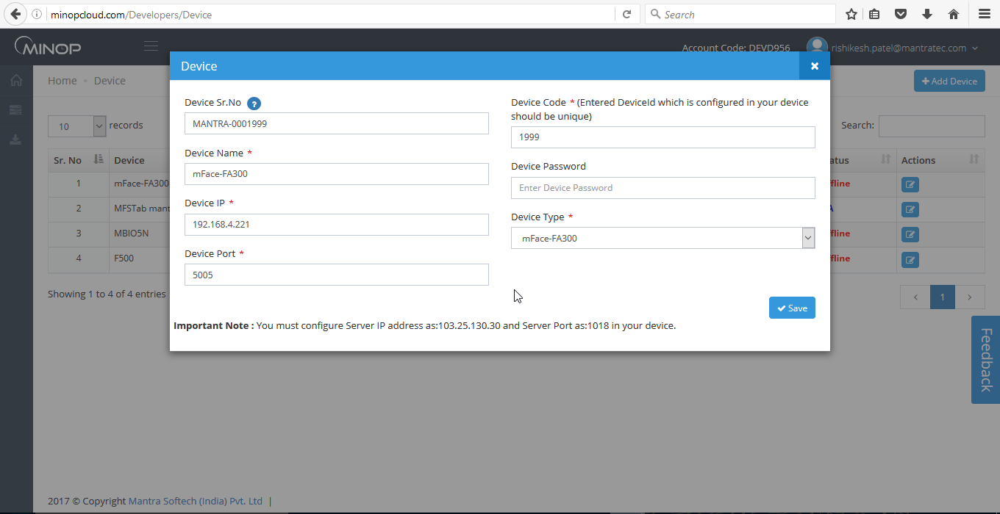 minopcloud.com/Developers/Device
Search
MINOP
Account Code: DEVD956
rishikesh.patel@mantratec.com
Home
Device
+ Add Device
10
records
Search:
Sr. No
Device
atus
Actions
1
mFace-FA300
fline
2
MFSTab mant
A
3
MBIO5N
fline
4
F500
fline
Showing 1 to 4 of 4 entries
1
Device
Device Sr.No
?
MANTRA-0001999
Device Name *
mFace-FA300
Device IP *
192.168.4.221
Device Port *
5005
Device Code * (Entered DeviceId which is configured in your device
should be unique)
1999
Device Password
Enter Device Password
Device Type *
mFace-FA300
Save
Important Note : You must configure Server IP address as:103.25.130.30 and Server Port as:1018 in your device.
Feedback
2017 © Copyright Mantra Softech (India) Pvt. Ltd |